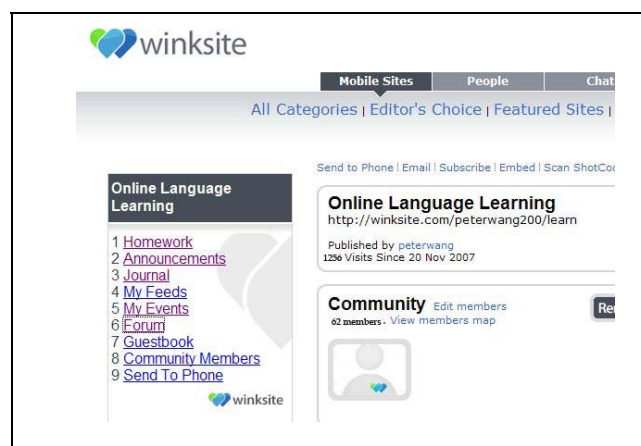 winksite
Mobile Sites People Chat
All Categories | Editor's Choice | Featured Sites |
Send to Phone | Email | Subscribe | Embed | Scan ShotCo
Online Language
Learning
1 Homework
2 Announcements
3 Journal
4 My Feeds
5 My Events
6 Forum
7 Guestbook
8 Community Members
9 Send To Phone
winksite
Online Language Learning
http://winksite.com/peterwang200/learn
Published by peterwang
1256 Visits Since 20 Nov 2007
Community Edit members
62 members - View members map